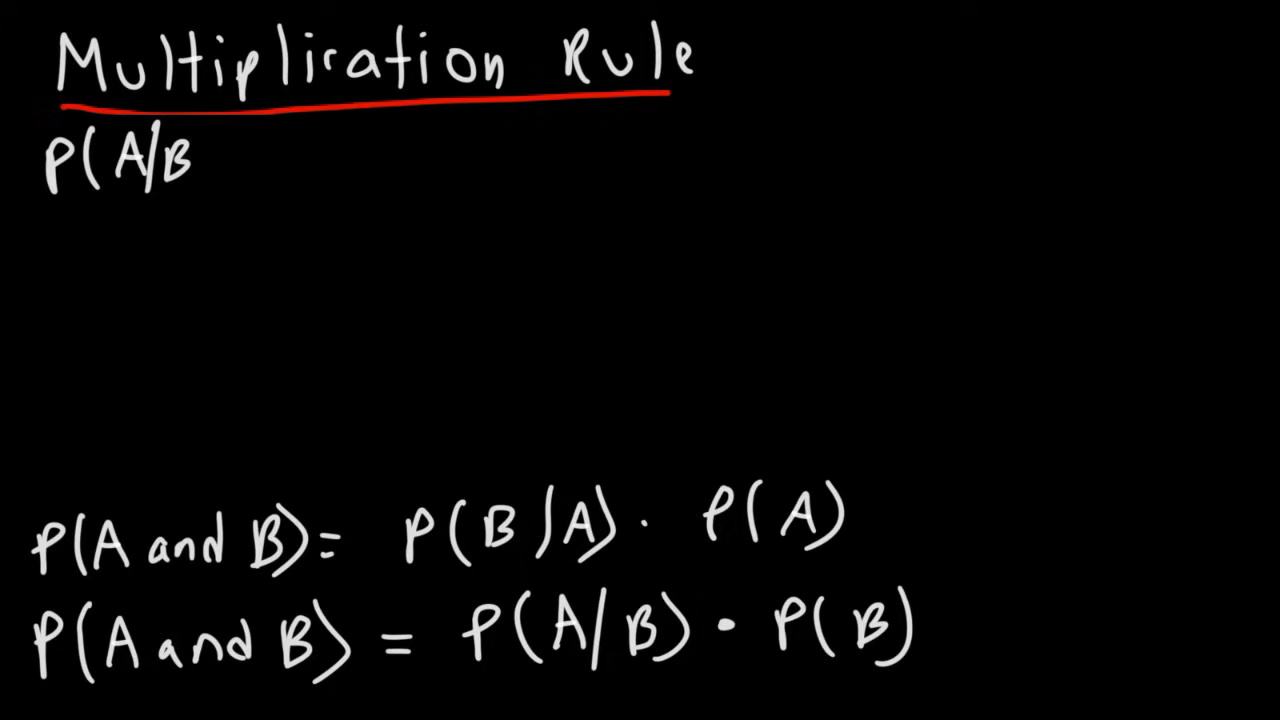 Multiplication Rule
P(A/B
P(A and B)= P(B|A) · P(A)
P(A and B) = P(A/B) · P(B)